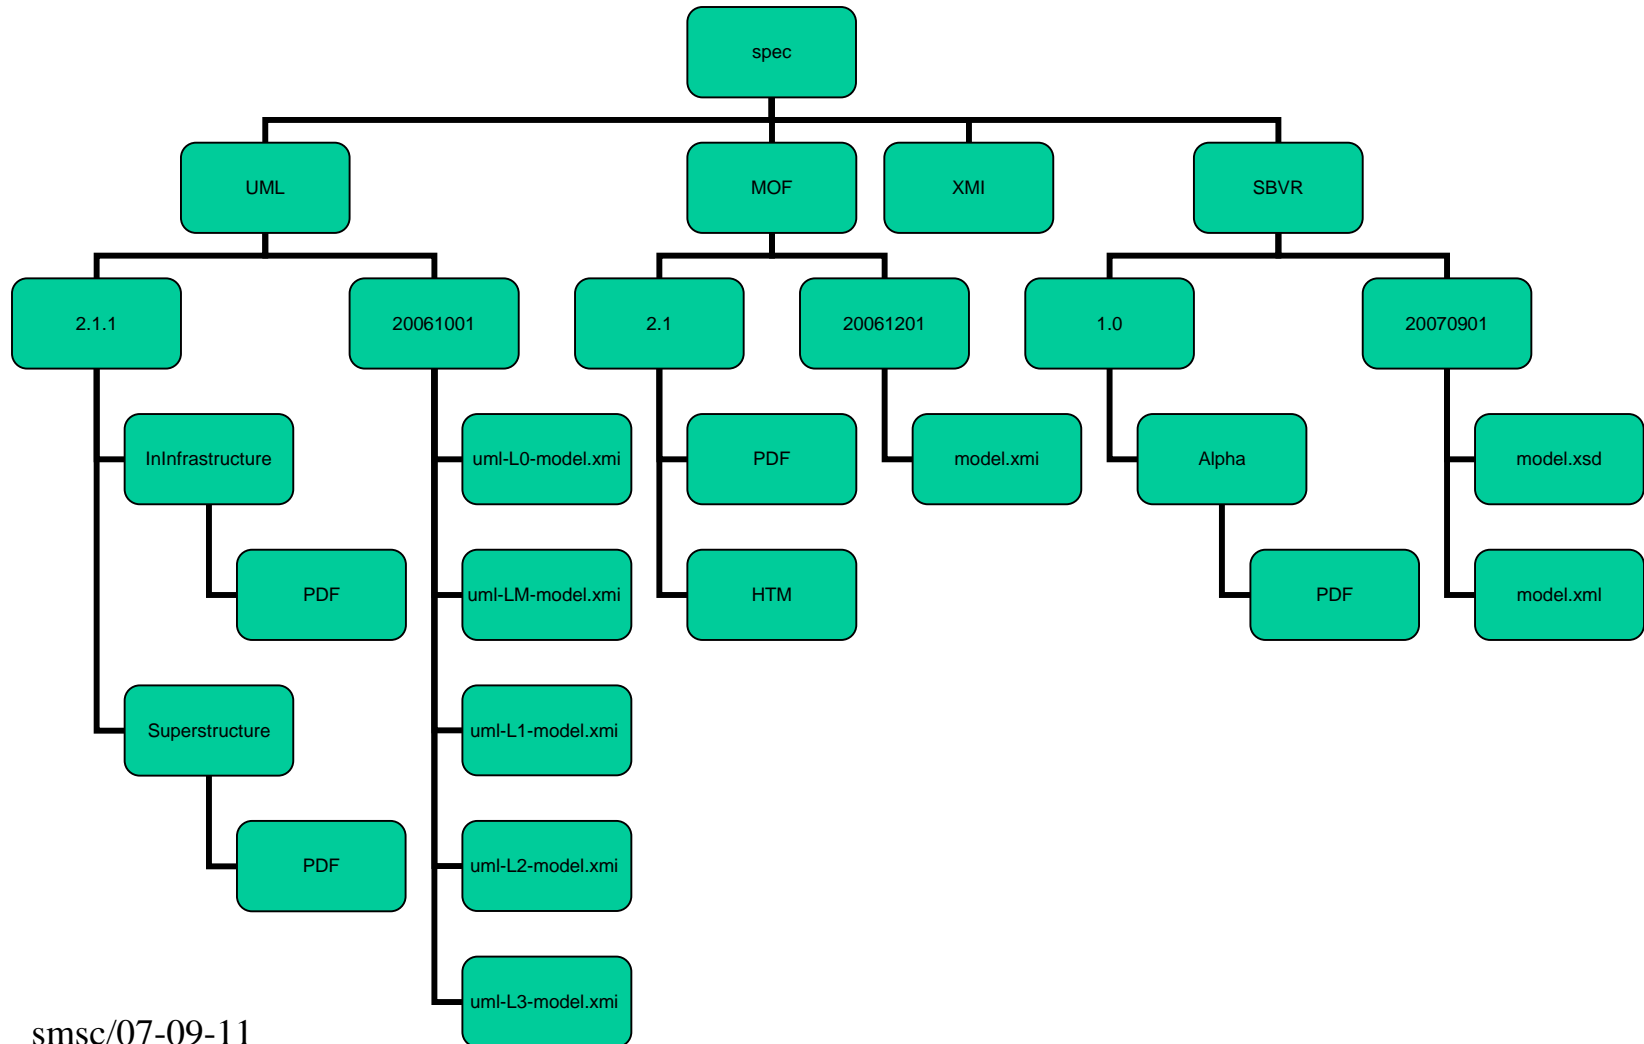 spec
UML
MOF
XMI
SBVR
2.1.1
20061001
2.1
20061201
1.0
20070901
InInfrastructure
uml-L0-model.xmi
PDF
model.xmi
Alpha
model.xsd
PDF
uml-LM-model.xmi
HTM
PDF
model.xml
Superstructure
uml-L1-model.xmi
PDF
uml-L2-model.xmi
uml-L3-model.xmi
smsc/07-09-11